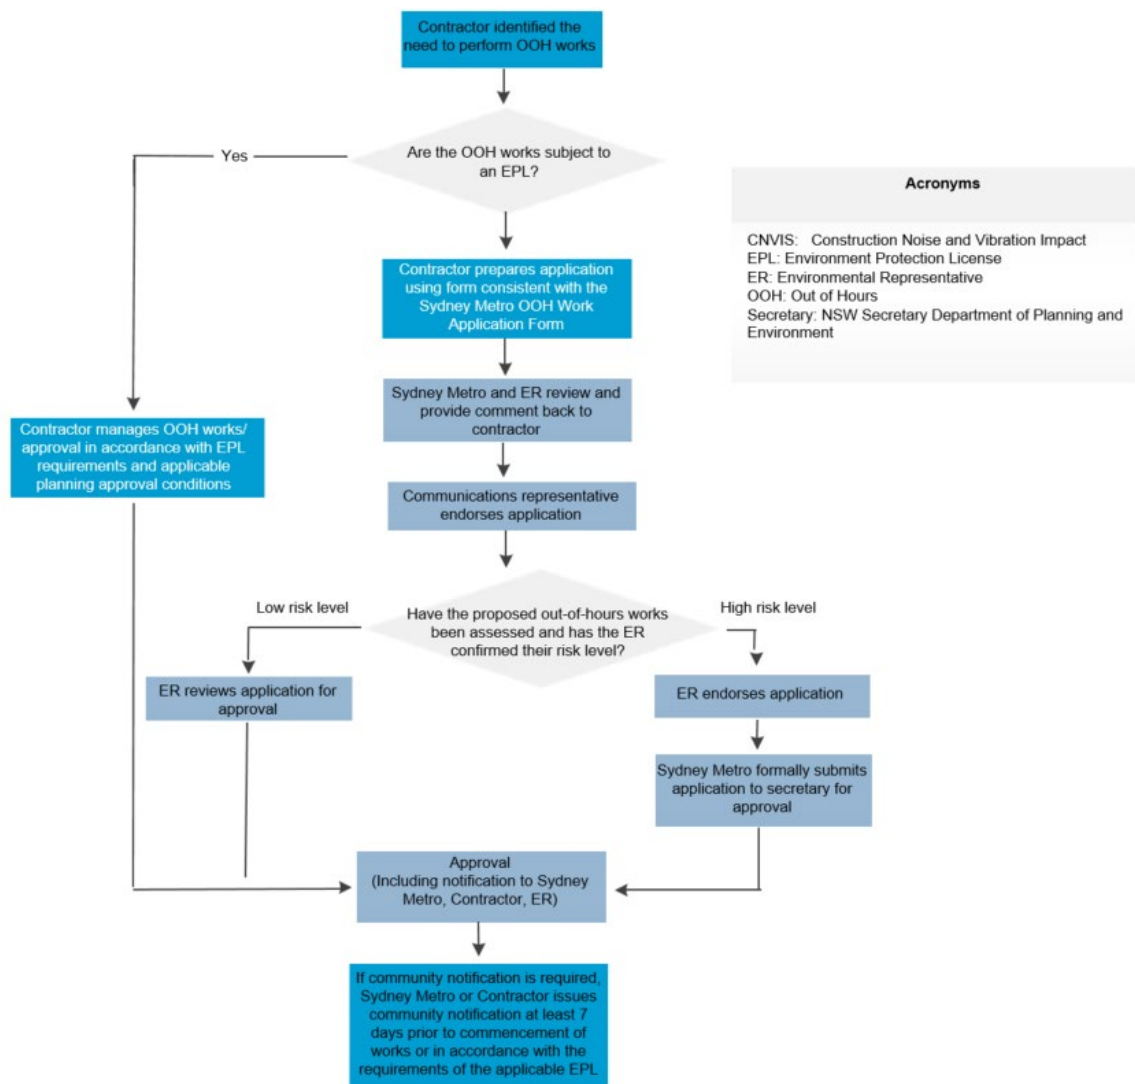 Contractor identified the
need to perform OOH works
Yes
Are the OOH works subject to
an EPL?
Acronyms
CNVIS: Construction Noise and Vibration Impact
EPL: Environment Protection License
ER: Environmental Representative
OOH: Out of Hours
Secretary: NSW Secretary Department of Planning and
Environment
Contractor prepares application
using form consistent with the
Sydney Metro OOH Work
Application Form
Sydney Metro and ER review and
provide comment back to
contractor
Contractor manages OOH works/
approval in accordance with EPL
requirements and applicable
planning approval conditions
Communications representative
endorses application
Low risk level
Have the proposed out-of-hours works
been assessed and has the ER
confirmed their risk level?
High risk level
ER reviews application for
approval
ER endorses application
Sydney Metro formally submits
application to secretary for
approval
Approval
(Including notification to Sydney
Metro, Contractor, ER)
If community notification is required,
Sydney Metro or Contractor issues
community notification at least 7
days prior to commencement of
works or in accordance with the
requirements of the applicable EPL